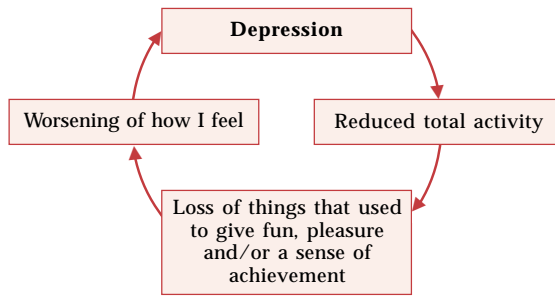 Depression
Reduced total activity
Loss of things that used
to give fun, pleasure
and/or a sense of
achievement
Worsening of how I feel